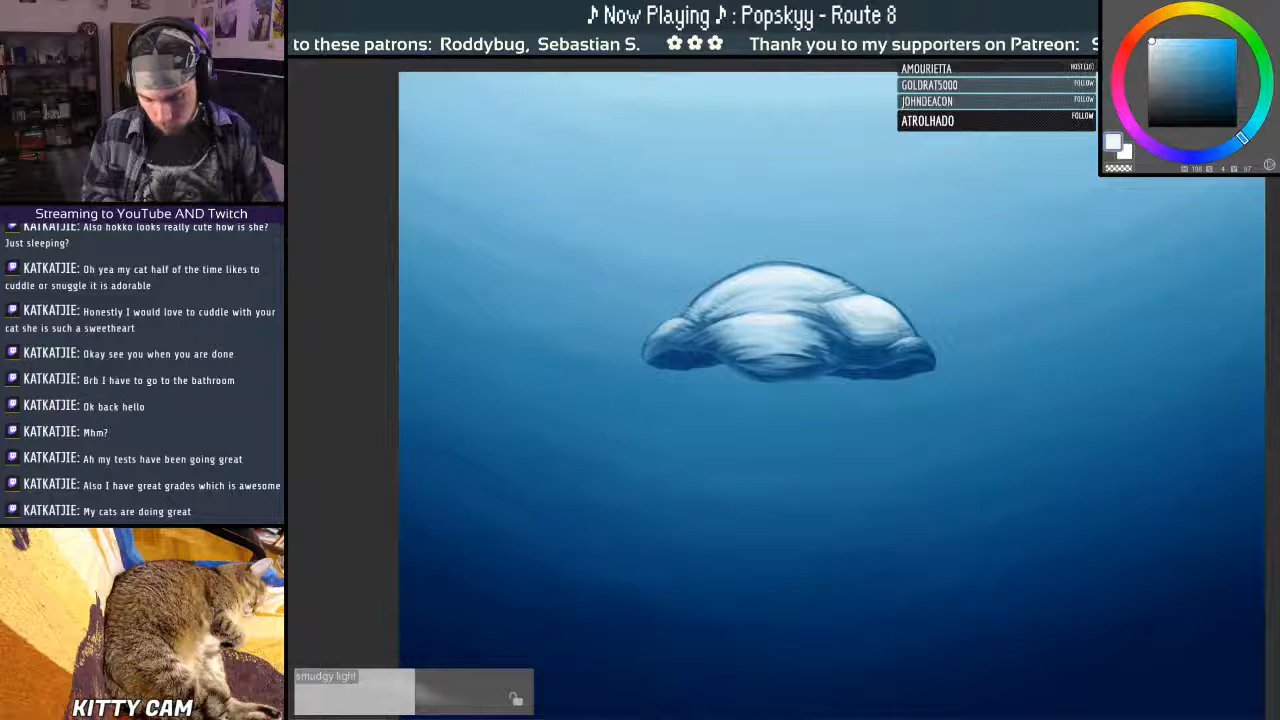 ♪ Now Playing ♪ : Popskyy - Route 8
to these patrons: Roddybug, Sebastian S. ✿ ✿ ✿ Thank you to my supporters on Patreon: S
AMOURIETTA
GOLDRAT5000 FOLLOW
JOHNDEACON FOLLOW
ATROLHADO FOLLOW
Streaming to YouTube AND Twitch
KATKATJIE: Also hokko looks really cute how is she?
Just sleeping?
KATKATJIE: Oh yea my cat half of the time likes to
cuddle or snuggle it is adorable
KATKATJIE: Honestly I would love to cuddle with your
cat she is such a sweetheart
KATKATJIE: Okay see you when you are done
KATKATJIE: Brb I have to go to the bathroom
KATKATJIE: Ok back hello
KATKATJIE: Mhm?
KATKATJIE: Ah my tests have been going great
KATKATJIE: Also I have great grades which is awesome
KATKATJIE: My cats are doing great
smudgy light
KITTY CAM